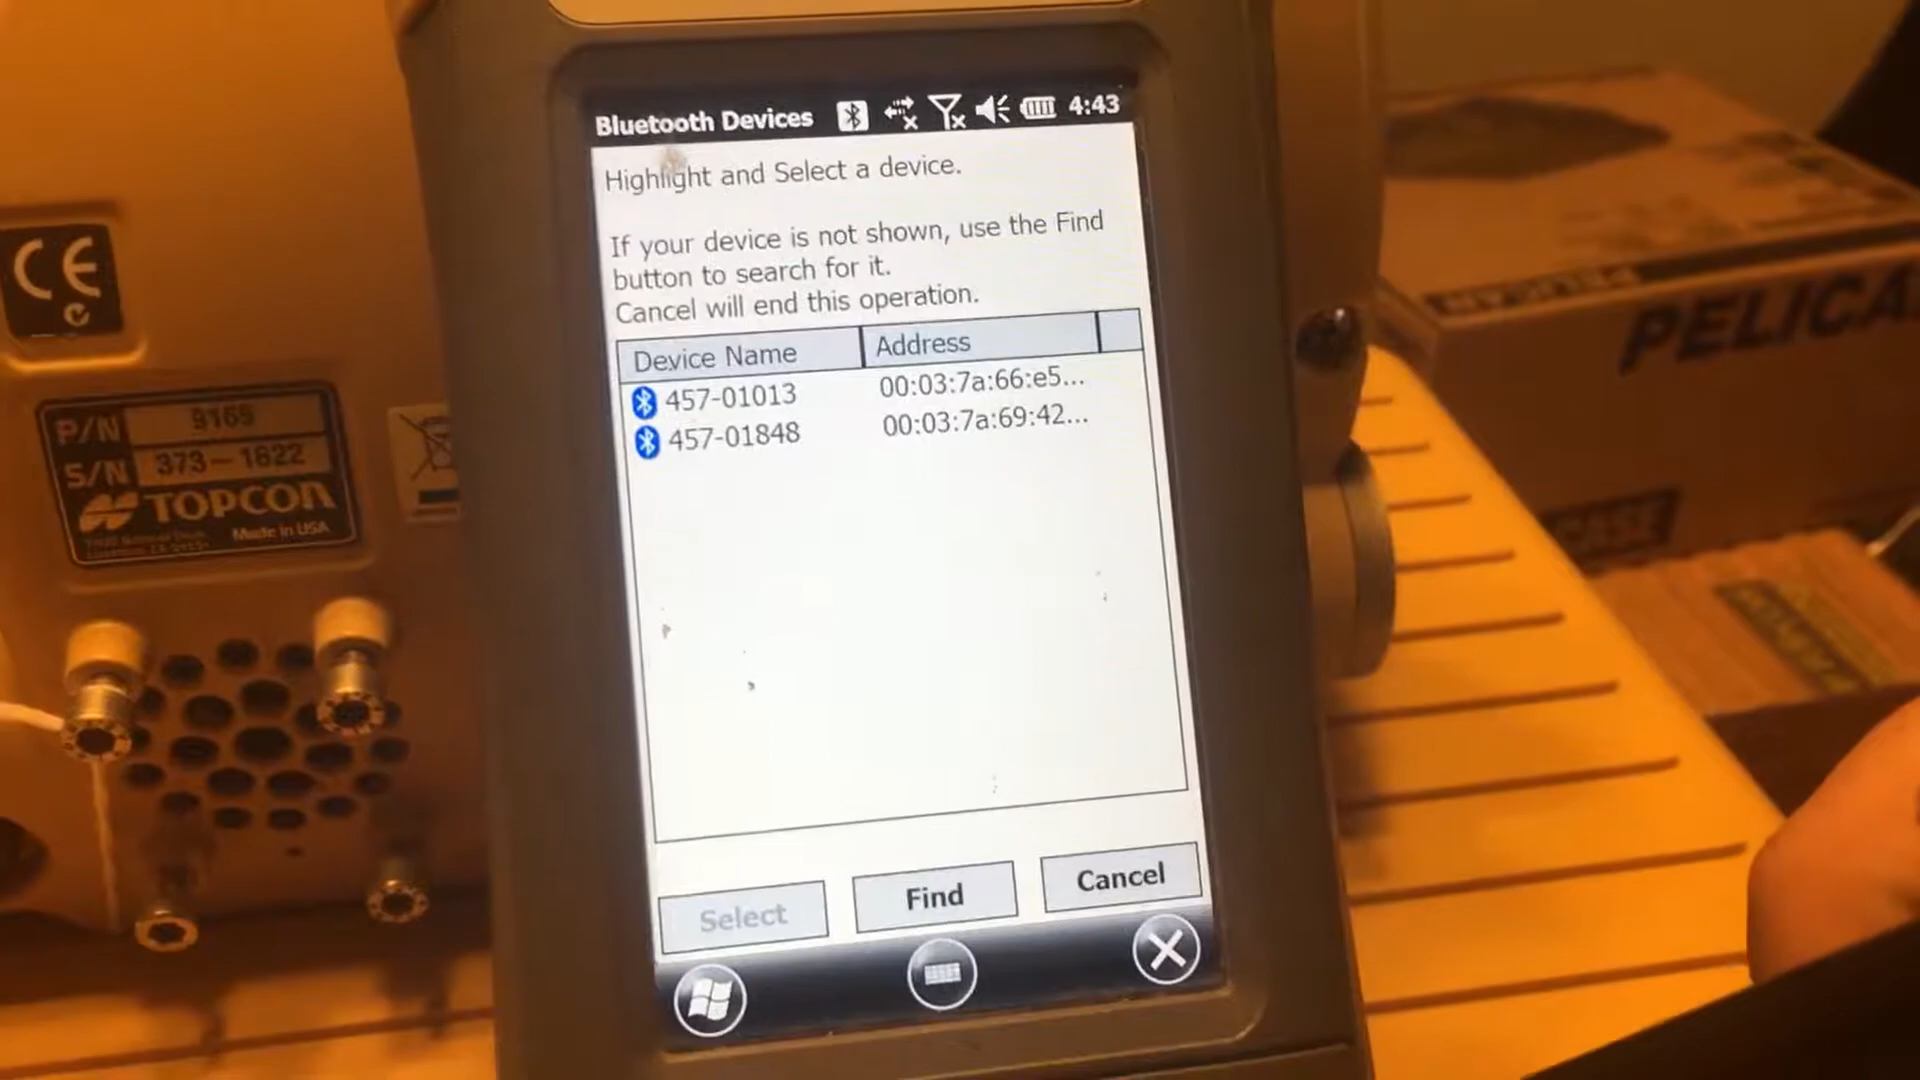 Bluetooth Devices 4:43
Highlight and Select a device.
If your device is not shown, use the Find
button to search for it.
Cancel will end this operation.
Device Name Address
457-01013 00:03:7a:66:e5...
457-01848 00:03:7a:69:42...
Select Find Cancel
CE
P/N 9169
S/N 373-1622
TOPCON
Made in USA
PELICAN
PELICA
CASE